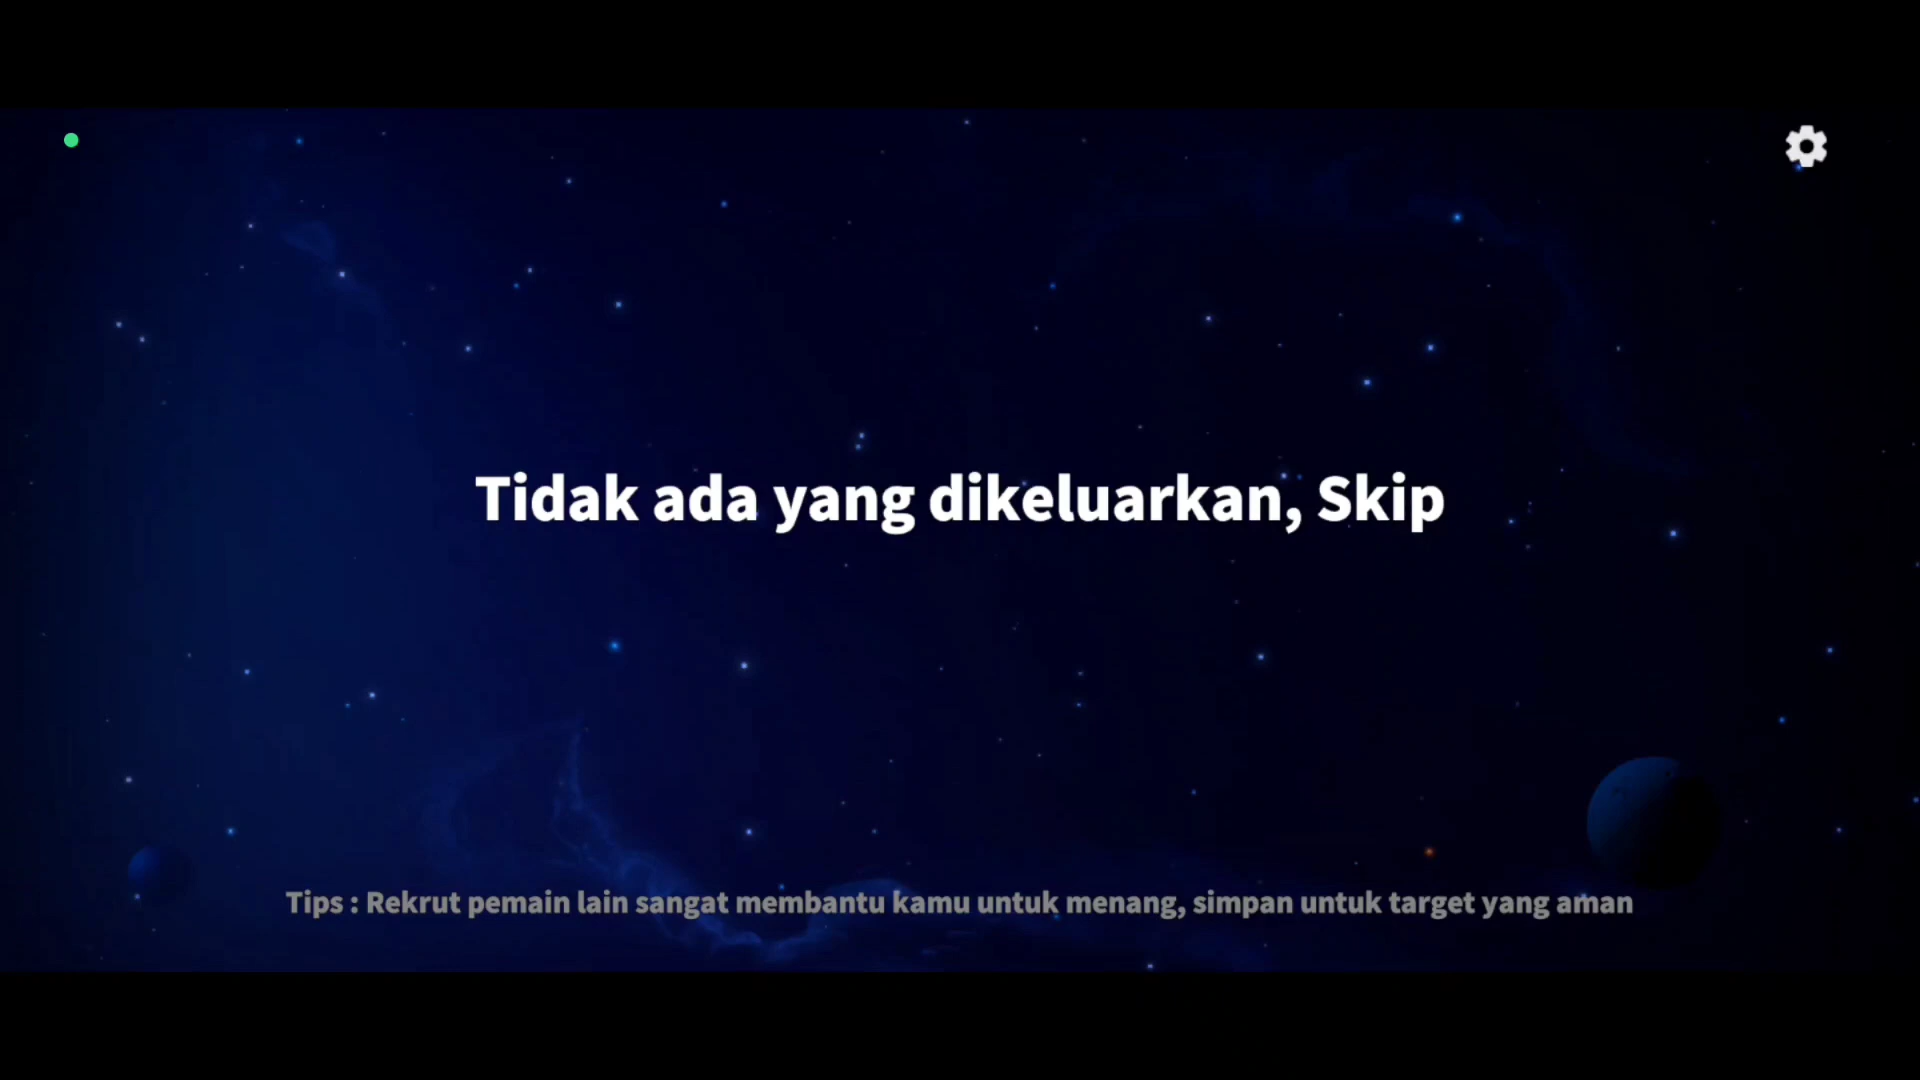 Tidak ada yang dikeluarkan, Skip
Tips : Rekrut pemain lain sangat membantu kamu untuk menang, simpan untuk target yang aman